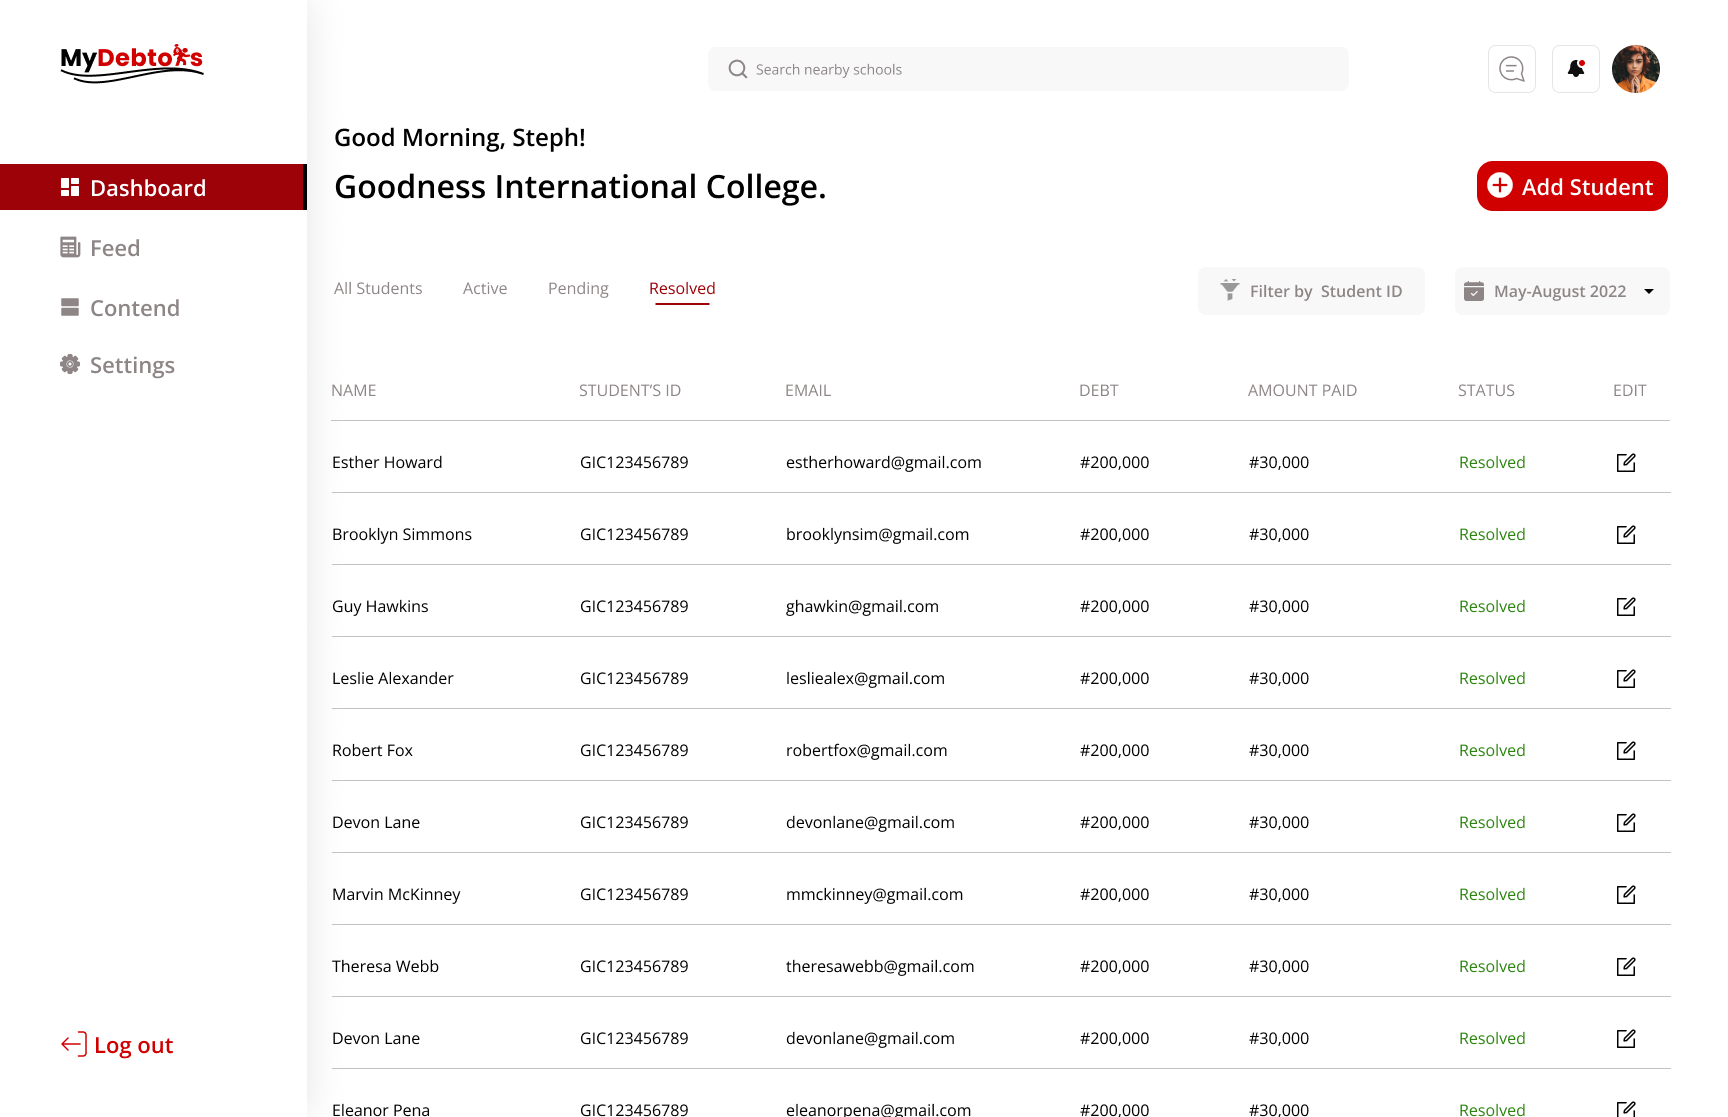 MyDebtors
Search nearby schools
Good Morning, Steph!
Goodness International College.
Add Student
Dashboard
Feed
Contend
Settings
Log out
All Students Active Pending Resolved
Filter by Student ID
May-August 2022
NAME STUDENT'S ID EMAIL DEBT AMOUNT PAID STATUS EDIT
Esther Howard GIC123456789 estherhoward@gmail.com #200,000 #30,000 Resolved
Brooklyn Simmons GIC123456789 brooklynsim@gmail.com #200,000 #30,000 Resolved
Guy Hawkins GIC123456789 ghawkin@gmail.com #200,000 #30,000 Resolved
Leslie Alexander GIC123456789 lesliealex@gmail.com #200,000 #30,000 Resolved
Robert Fox GIC123456789 robertfox@gmail.com #200,000 #30,000 Resolved
Devon Lane GIC123456789 devonlane@gmail.com #200,000 #30,000 Resolved
Marvin McKinney GIC123456789 mmckinney@gmail.com #200,000 #30,000 Resolved
Theresa Webb GIC123456789 theresawebb@gmail.com #200,000 #30,000 Resolved
Devon Lane GIC123456789 devonlane@gmail.com #200,000 #30,000 Resolved
Eleanor Pena GIC123456789 eleanorpena@gmail.com #200,000 #30,000 Resolved